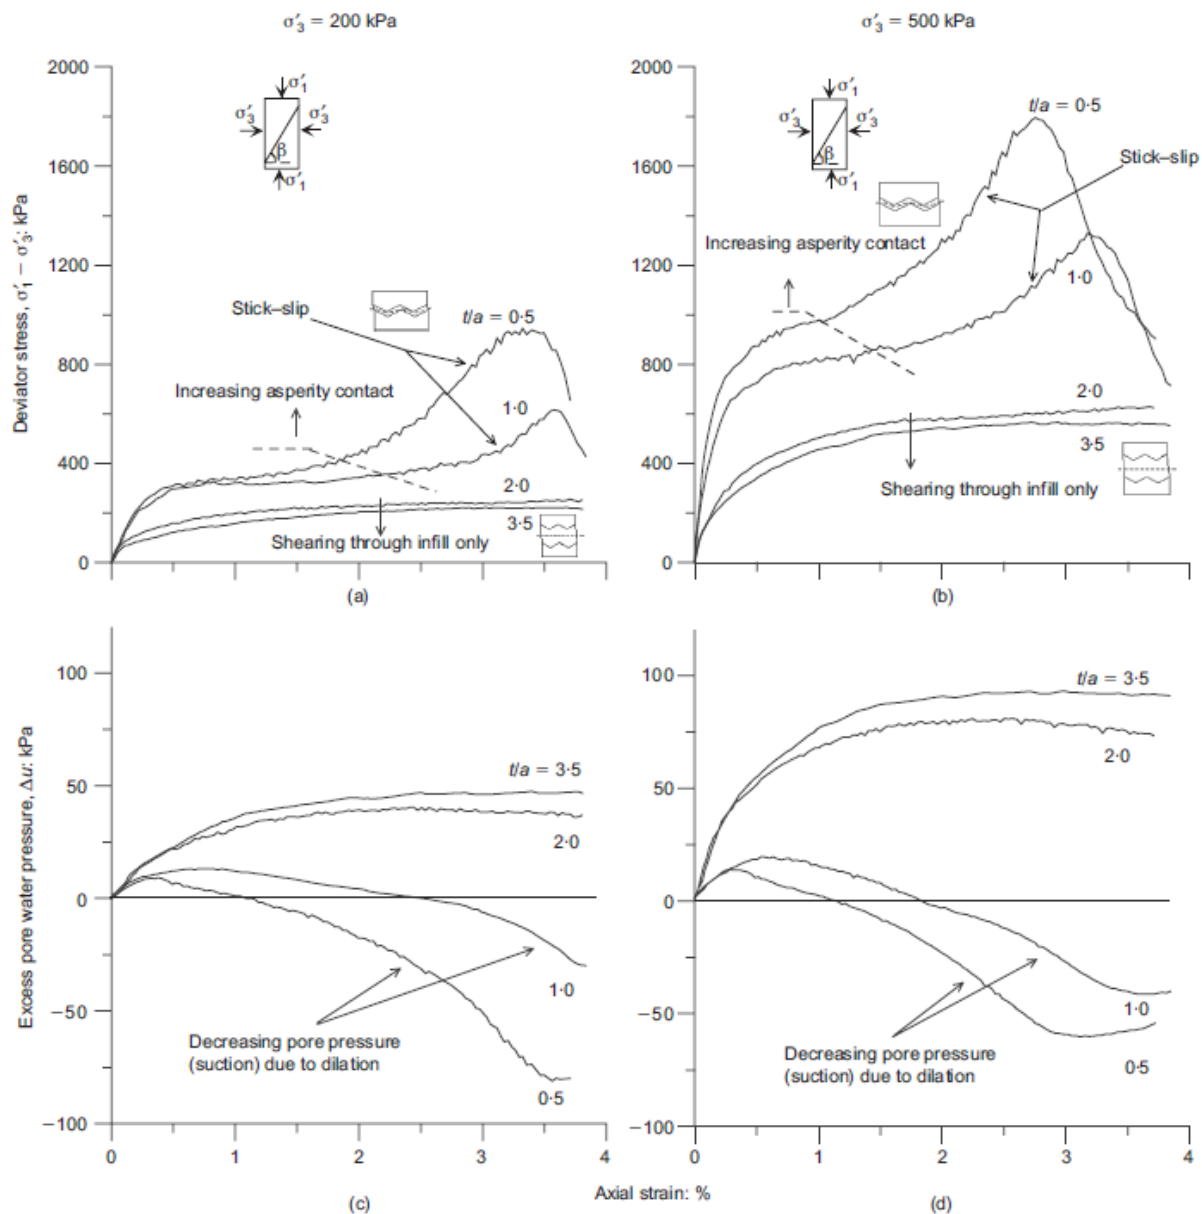 σ′3 = 200 kPa
σ′3 = 500 kPa
Deviator stress, σ′1 − σ′3: kPa
2000
1600
1200
800
400
0
σ′1
σ′3
σ′3
β
σ′1
Stick–slip
t/a = 0·5
Increasing asperity contact
1·0
2·0
3·5
Shearing through infill only
(a)
2000
1600
1200
800
400
0
σ′1
σ′3
σ′3
β
σ′1
t/a = 0·5
Stick–slip
Increasing asperity contact
1·0
2·0
3·5
Shearing through infill only
(b)
Excess pore water pressure, Δu: kPa
100
50
0
−50
−100
t/a = 3·5
2·0
1·0
Decreasing pore pressure
(suction) due to dilation
0·5
0
1
2
3
4
(c)
100
50
0
−50
−100
t/a = 3·5
2·0
1·0
Decreasing pore pressure
(suction) due to dilation
0·5
0
1
2
3
4
(d)
Axial strain: %